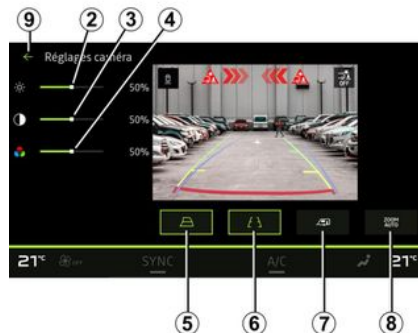 9 2 3 4
Réglages caméra
50%
OFF
50%
50%
ZOOM
AUTO
21°C OFF SYNC A/C 21°C
5 6 7 8